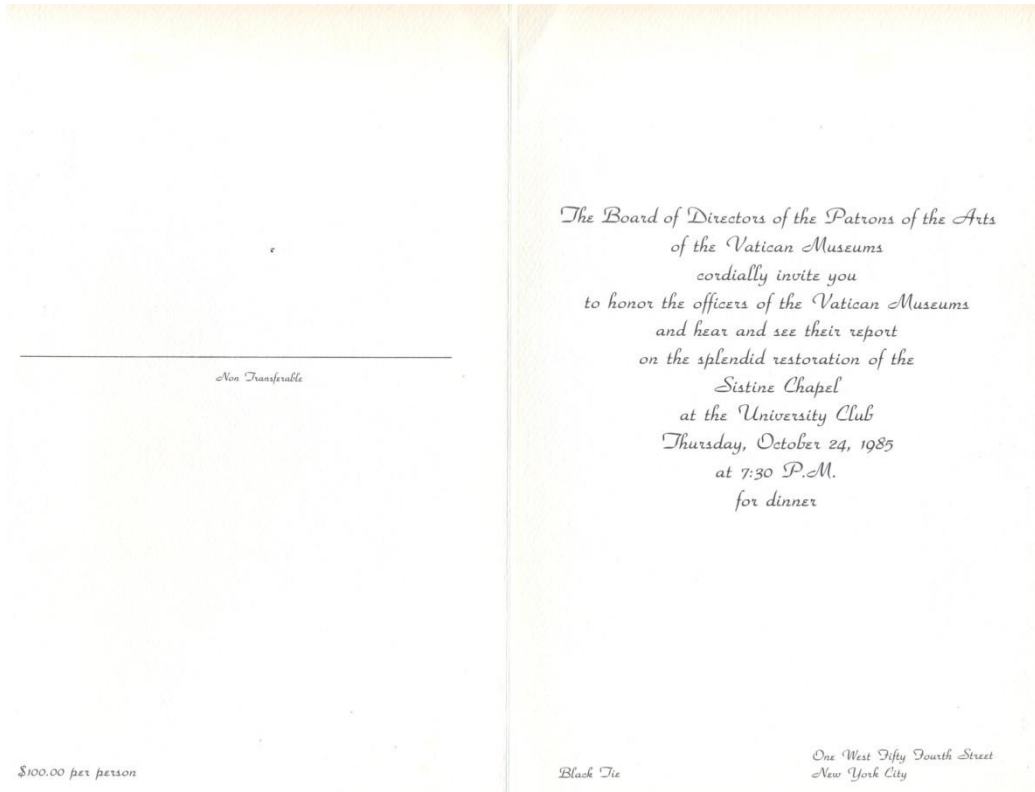 Non Transferable
$100.00 per person
The Board of Directors of the Patrons of the Arts
of the Vatican Museums
cordially invite you
to honor the officers of the Vatican Museums
and hear and see their report
on the splendid restoration of the
Sistine Chapel
at the University Club
Thursday, October 24, 1985
at 7:30 P.M.
for dinner
Black Tie
One West Fifty Fourth Street
New York City